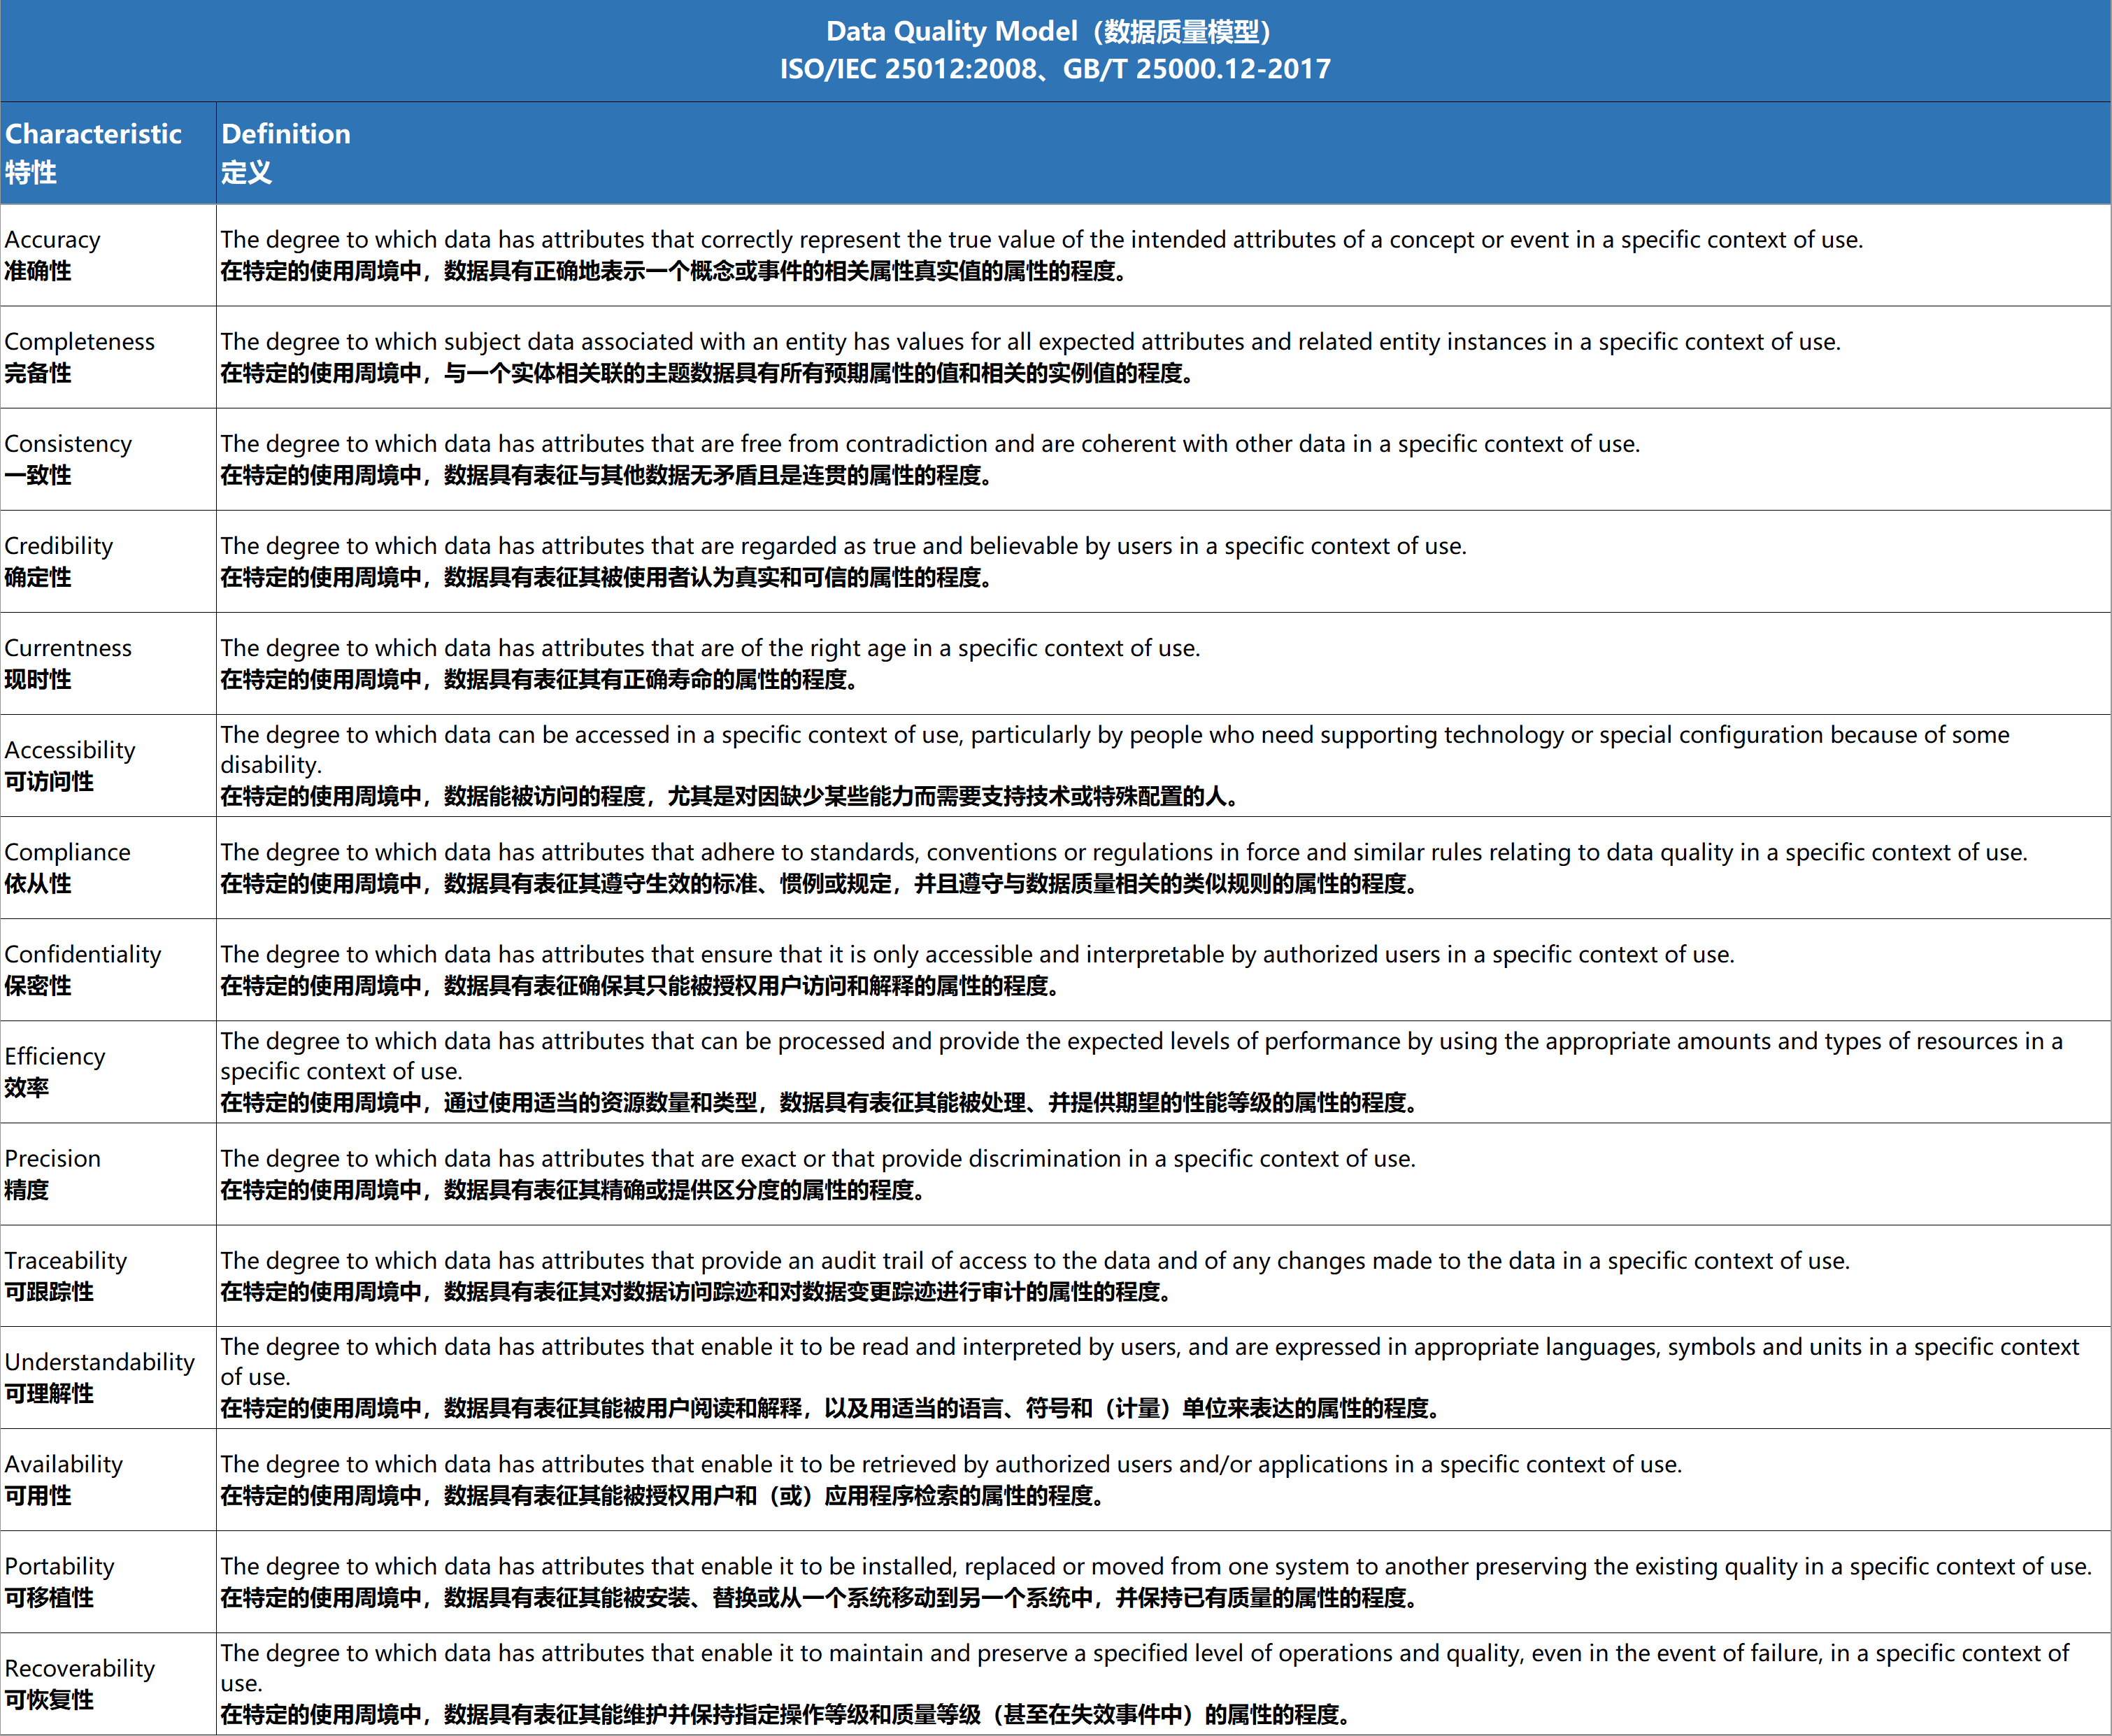 Data Quality Model（数据质量模型）
ISO/IEC 25012:2008、GB/T 25000.12-2017
Characteristic
特性
Definition
定义
Accuracy
准确性
The degree to which data has attributes that correctly represent the true value of the intended attributes of a concept or event in a specific context of use.
在特定的使用周境中，数据具有正确地表示一个概念或事件的相关属性真实值的属性的程度。
Completeness
完备性
The degree to which subject data associated with an entity has values for all expected attributes and related entity instances in a specific context of use.
在特定的使用周境中，与一个实体相关联的主题数据具有所有预期属性的值和相关的实例值的程度。
Consistency
一致性
The degree to which data has attributes that are free from contradiction and are coherent with other data in a specific context of use.
在特定的使用周境中，数据具有表征与其他数据无矛盾且是连贯的属性的程度。
Credibility
确定性
The degree to which data has attributes that are regarded as true and believable by users in a specific context of use.
在特定的使用周境中，数据具有表征其被使用者认为真实和可信的属性的程度。
Currentness
现时性
The degree to which data has attributes that are of the right age in a specific context of use.
在特定的使用周境中，数据具有表征其有正确寿命的属性的程度。
Accessibility
可访问性
The degree to which data can be accessed in a specific context of use, particularly by people who need supporting technology or special configuration because of some
disability.
在特定的使用周境中，数据能被访问的程度，尤其是对因缺少某些能力而需要支持技术或特殊配置的人。
Compliance
依从性
The degree to which data has attributes that adhere to standards, conventions or regulations in force and similar rules relating to data quality in a specific context of use.
在特定的使用周境中，数据具有表征其遵守生效的标准、惯例或规定，并且遵守与数据质量相关的类似规则的属性的程度。
Confidentiality
保密性
The degree to which data has attributes that ensure that it is only accessible and interpretable by authorized users in a specific context of use.
在特定的使用周境中，数据具有表征确保其只能被授权用户访问和解释的属性的程度。
Efficiency
效率
The degree to which data has attributes that can be processed and provide the expected levels of performance by using the appropriate amounts and types of resources in a
specific context of use.
在特定的使用周境中，通过使用适当的资源数量和类型，数据具有表征其能被处理、并提供期望的性能等级的属性的程度。
Precision
精度
The degree to which data has attributes that are exact or that provide discrimination in a specific context of use.
在特定的使用周境中，数据具有表征其精确或提供区分度的属性的程度。
Traceability
可跟踪性
The degree to which data has attributes that provide an audit trail of access to the data and of any changes made to the data in a specific context of use.
在特定的使用周境中，数据具有表征其对数据访问踪迹和对数据变更踪迹进行审计的属性的程度。
Understandability
可理解性
The degree to which data has attributes that enable it to be read and interpreted by users, and are expressed in appropriate languages, symbols and units in a specific context
of use.
在特定的使用周境中，数据具有表征其能被用户阅读和解释，以及用适当的语言、符号和（计量）单位来表达的属性的程度。
Availability
可用性
The degree to which data has attributes that enable it to be retrieved by authorized users and/or applications in a specific context of use.
在特定的使用周境中，数据具有表征其能被授权用户和（或）应用程序检索的属性的程度。
Portability
可移植性
The degree to which data has attributes that enable it to be installed, replaced or moved from one system to another preserving the existing quality in a specific context of use.
在特定的使用周境中，数据具有表征其能被安装、替换或从一个系统移动到另一个系统中，并保持已有质量的属性的程度。
Recoverability
可恢复性
The degree to which data has attributes that enable it to maintain and preserve a specified level of operations and quality, even in the event of failure, in a specific context of
use.
在特定的使用周境中，数据具有表征其能维护并保持指定操作等级和质量等级（甚至在失效事件中）的属性的程度。